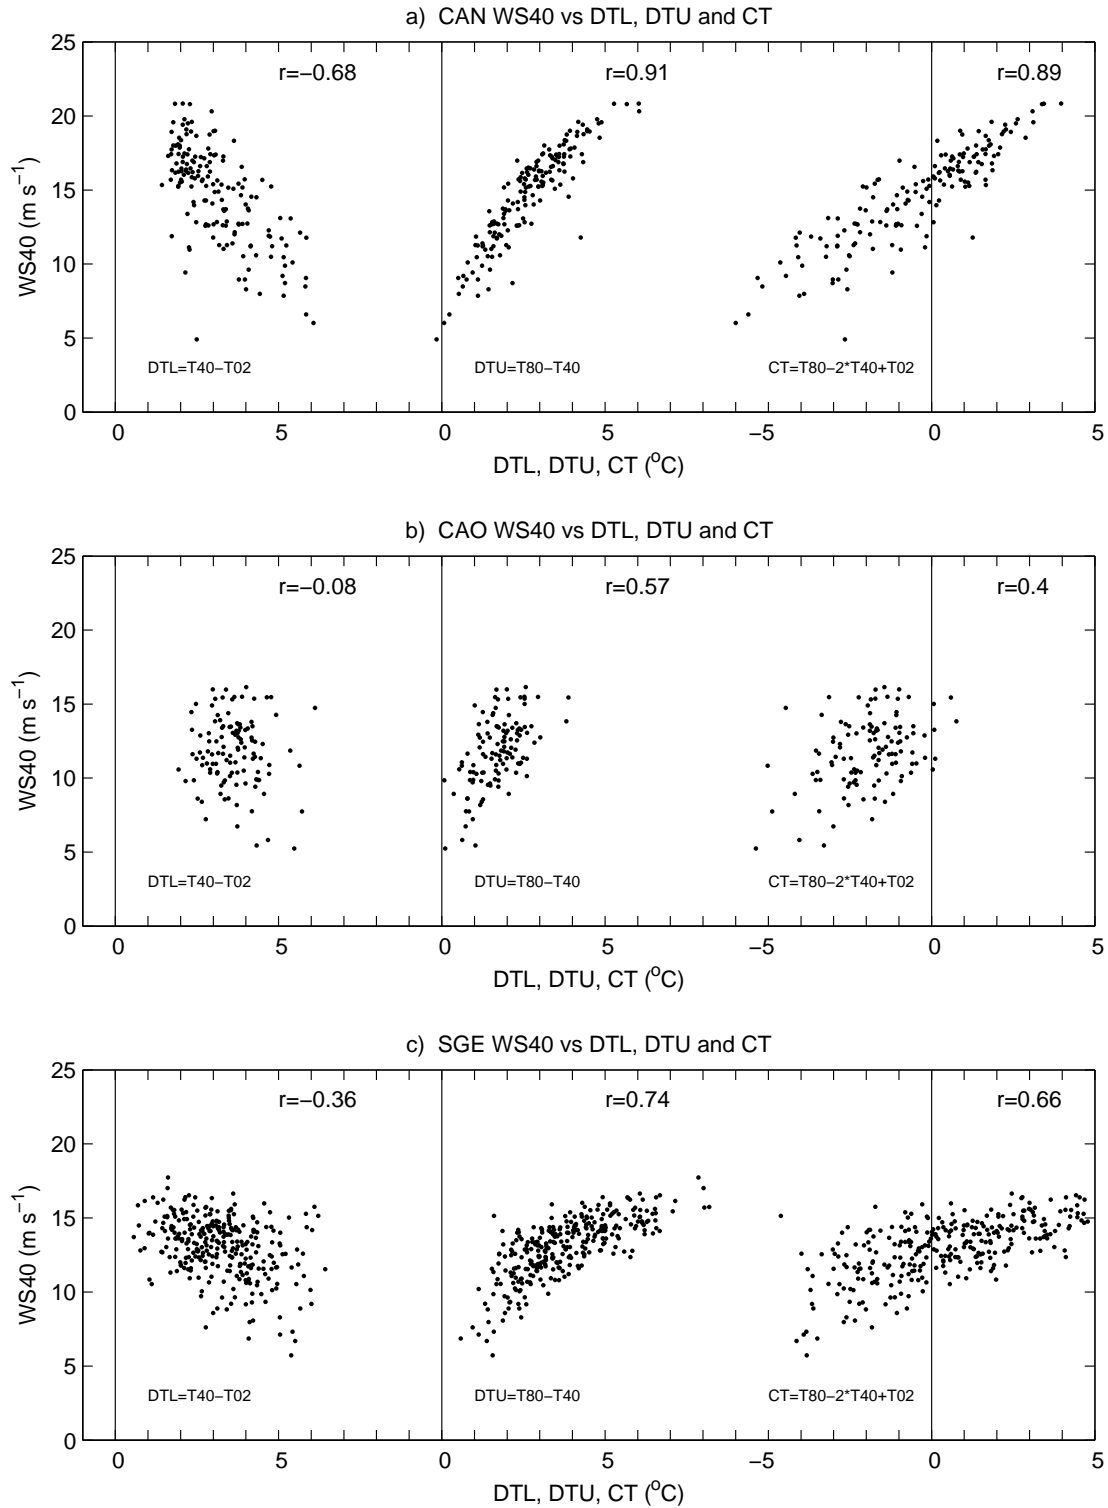 a) CAN WS40 vs DTL, DTU and CT
25
20
15
10
5
0
WS40 (m s⁻¹)
r=−0.68
r=0.91
r=0.89
DTL=T40−T02
DTU=T80−T40
CT=T80−2*T40+T02
0 5 0 5 −5 0 5
DTL, DTU, CT (°C)
b) CAO WS40 vs DTL, DTU and CT
25
20
15
10
5
0
WS40 (m s⁻¹)
r=−0.08
r=0.57
r=0.4
DTL=T40−T02
DTU=T80−T40
CT=T80−2*T40+T02
0 5 0 5 −5 0 5
DTL, DTU, CT (°C)
c) SGE WS40 vs DTL, DTU and CT
25
20
15
10
5
0
WS40 (m s⁻¹)
r=−0.36
r=0.74
r=0.66
DTL=T40−T02
DTU=T80−T40
CT=T80−2*T40+T02
0 5 0 5 −5 0 5
DTL, DTU, CT (°C)